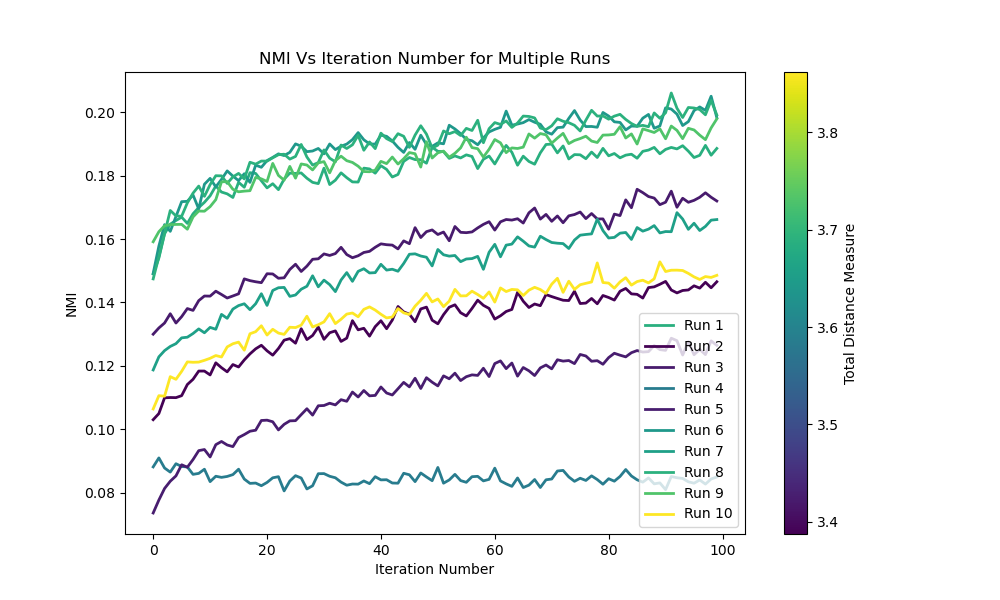 NMI Vs Iteration Number for Multiple Runs
NMI
0.20
0.18
0.16
0.14
0.12
0.10
0.08
0
20
40
60
80
100
Iteration Number
Run 1
Run 2
Run 3
Run 4
Run 5
Run 6
Run 7
Run 8
Run 9
Run 10
3.8
3.7
3.6
3.5
3.4
Total Distance Measure